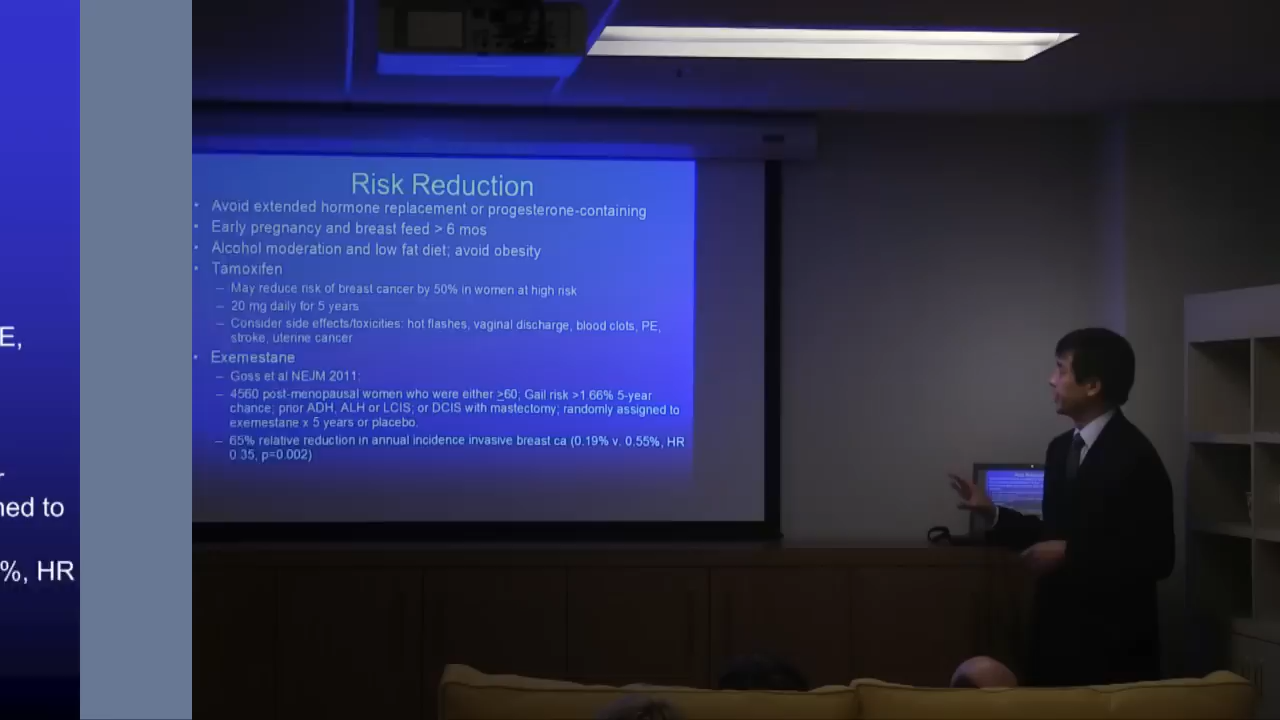 E,
r
ned to
%, HR
Risk Reduction
• Avoid extended hormone replacement or progesterone-containing
• Early pregnancy and breast feed > 6 mos
• Alcohol moderation and low fat diet; avoid obesity
• Tamoxifen
– May reduce risk of breast cancer by 50% in women at high risk
– 20 mg daily for 5 years
– Consider side effects/toxicities: hot flashes, vaginal discharge, blood clots, PE,
stroke, uterine cancer
• Exemestane
– Goss et al NEJM 2011:
– 4560 post-menopausal women who were either >60; Gail risk >1.66% 5-year
chance; prior ADH, ALH or LCIS; or DCIS with mastectomy; randomly assigned to
exemestane x 5 years or placebo.
– 65% relative reduction in annual incidence invasive breast ca (0.19% v. 0.55%, HR
0.35, p=0.002)